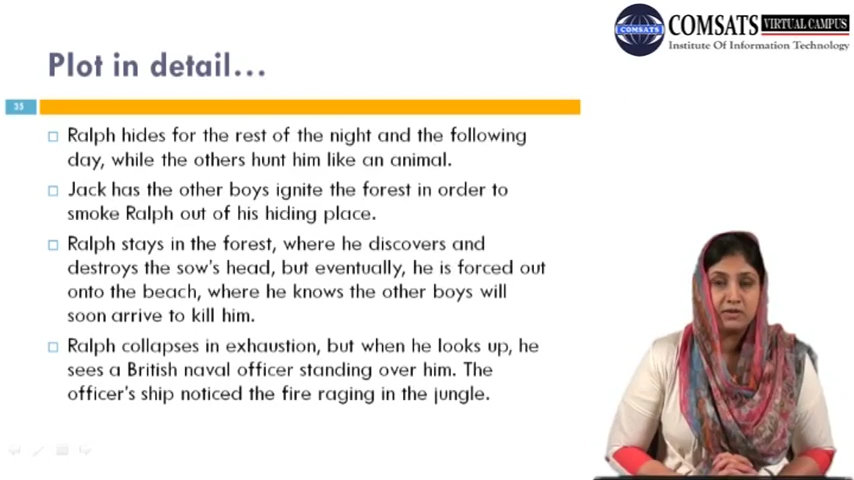 COMSATS
COMSATS VIRTUAL CAMPUS
Institute Of Information Technology
Plot in detail...
35
Ralph hides for the rest of the night and the following
day, while the others hunt him like an animal.
Jack has the other boys ignite the forest in order to
smoke Ralph out of his hiding place.
Ralph stays in the forest, where he discovers and
destroys the sow's head, but eventually, he is forced out
onto the beach, where he knows the other boys will
soon arrive to kill him.
Ralph collapses in exhaustion, but when he looks up, he
sees a British naval officer standing over him. The
officer's ship noticed the fire raging in the jungle.